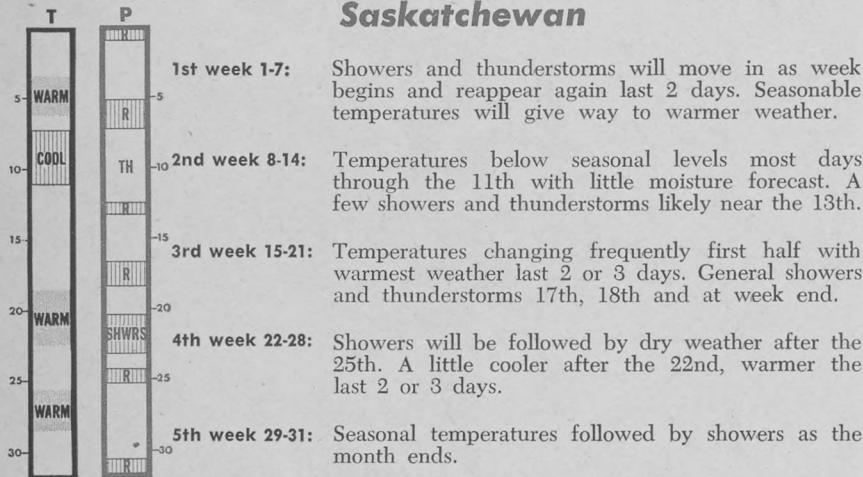 Saskatchewan
T
P
R
5
WARM
5
R
COOL
10
TH
10
R
15
15
R
20
WARM
20
SHWRS
25
R
25
WARM
30
30
R
1st week 1-7: Showers and thunderstorms will move in as week
begins and reappear again last 2 days. Seasonable
temperatures will give way to warmer weather.
2nd week 8-14: Temperatures below seasonal levels most days
through the 11th with little moisture forecast. A
few showers and thunderstorms likely near the 13th.
3rd week 15-21: Temperatures changing frequently first half with
warmest weather last 2 or 3 days. General showers
and thunderstorms 17th, 18th and at week end.
4th week 22-28: Showers will be followed by dry weather after the
25th. A little cooler after the 22nd, warmer the
last 2 or 3 days.
5th week 29-31: Seasonal temperatures followed by showers as the
month ends.